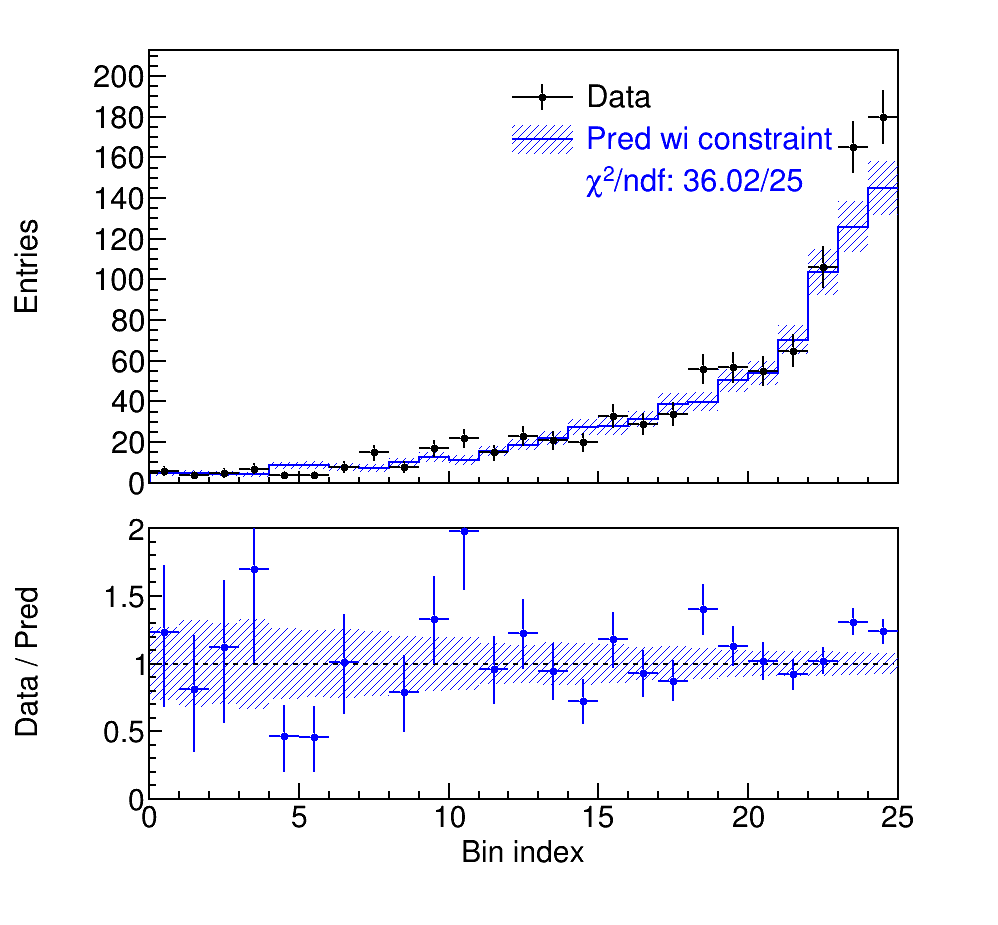 200
180
160
140
120
100
80
60
40
20
0
Entries
Data
Pred wi constraint
χ²/ndf: 36.02/25
2
1.5
1
0.5
0
Data / Pred
0 5 10 15 20 25
Bin index